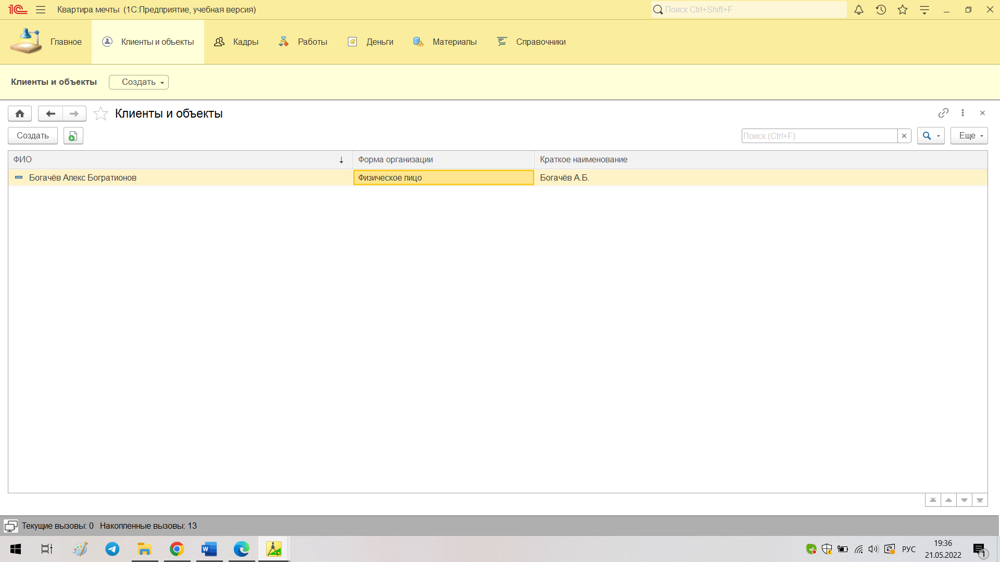 Квартира мечты (1С:Предприятие, учебная версия)
Поиск Ctrl+Shift+F
Главное
Клиенты и объекты
Кадры
Работы
Деньги
Материалы
Справочники
Клиенты и объекты
Создать
Клиенты и объекты
Создать
Поиск (Ctrl+F)
Еще
ФИО
Форма организации
Краткое наименование
Богачёв Алекс Богратионов
Физическое лицо
Богачёв А.Б.
Текущие вызовы: 0 Накопленные вызовы: 13
РУС
19:36
21.05.2022
1